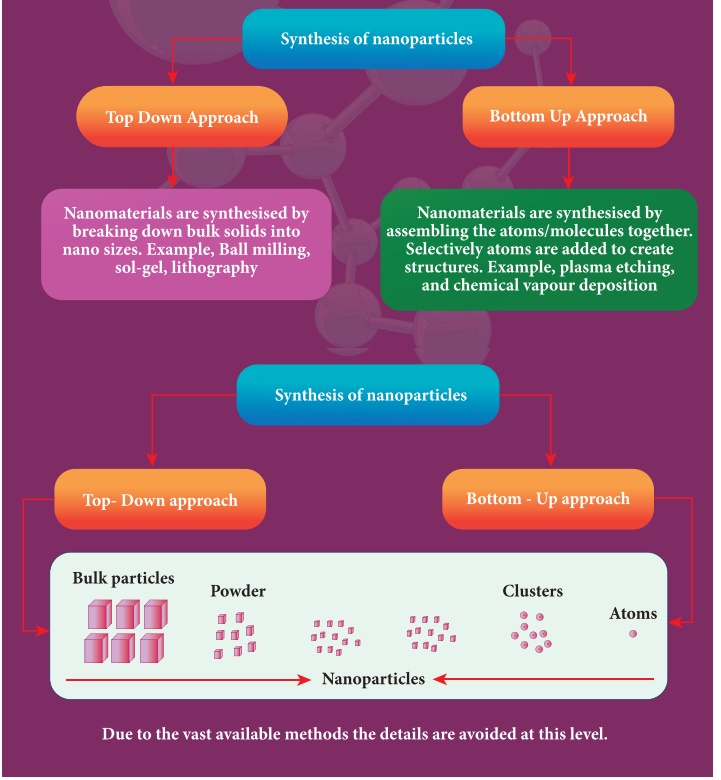 Synthesis of nanoparticles
Top Down Approach
Bottom Up Approach
Nanomaterials are synthesised by
breaking down bulk solids into
nano sizes. Example, Ball milling,
sol-gel, lithography
Nanomaterials are synthesised by
assembling the atoms/molecules together.
Selectively atoms are added to create
structures. Example, plasma etching,
and chemical vapour deposition
Synthesis of nanoparticles
Top- Down approach
Bottom - Up approach
Bulk particles
Powder
Clusters
Atoms
Nanoparticles
Due to the vast available methods the details are avoided at this level.